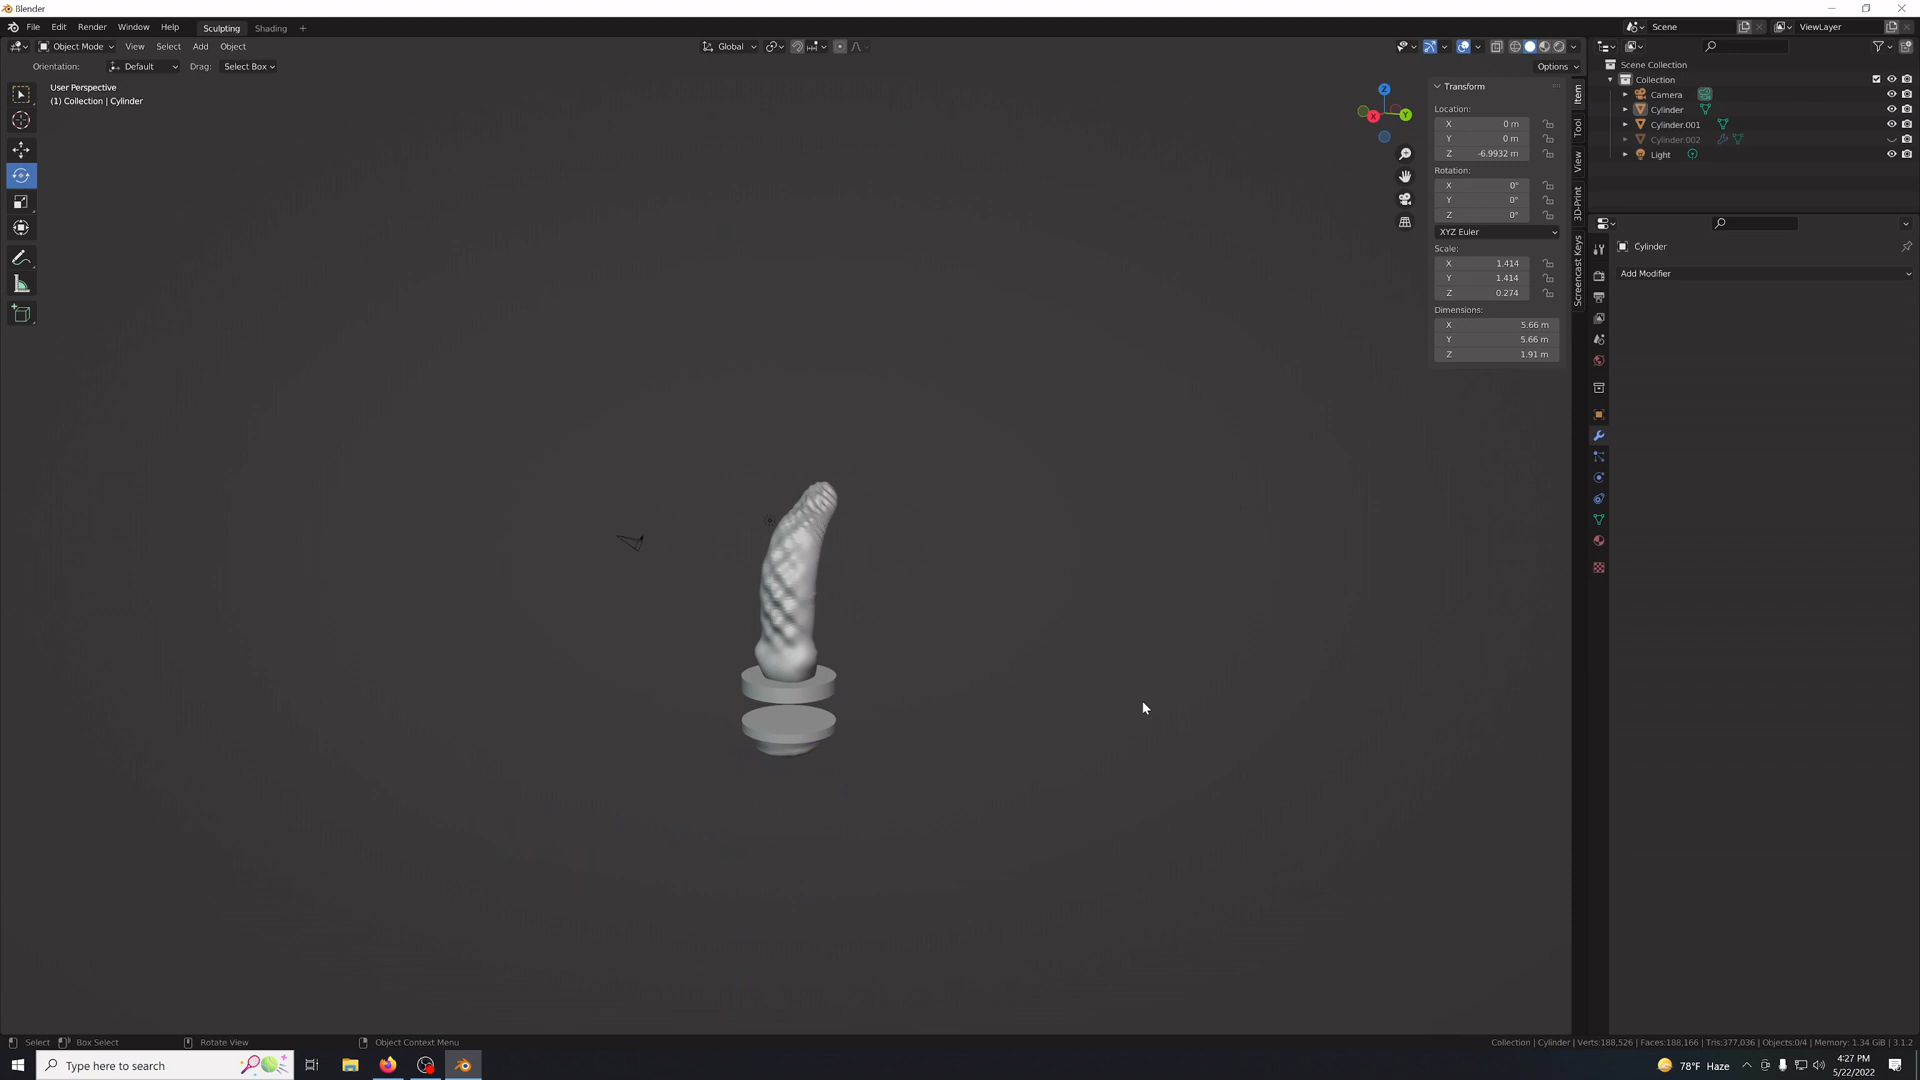 Blender
File Edit Render Window Help Sculpting Shading + Scene ViewLayer
Object Mode View Select Add Object Global
Orientation: Default Drag: Select Box Options
User Perspective
(1) Collection | Cylinder
Z
X
Y
Transform
Location:
X 0 m
Y 0 m
Z -6.9932 m
Rotation:
X 0°
Y 0°
Z 0°
XYZ Euler
Scale:
X 1.414
Y 1.414
Z 0.274
Dimensions:
X 5.66 m
Y 5.66 m
Z 1.91 m
Item
Tool
View
3D-Print
Screencast Keys
Scene Collection
Collection
Camera
Cylinder
Cylinder.001
Cylinder.002
Light
Cylinder
Add Modifier
Select Box Select Rotate View Object Context Menu
Collection | Cylinder | Verts:188,526 | Faces:188,166 | Tris:377,036 | Objects:0/4 | Memory: 1.34 GiB | 3.1.2
Type here to search
78°F Haze
4:27 PM
5/22/2022